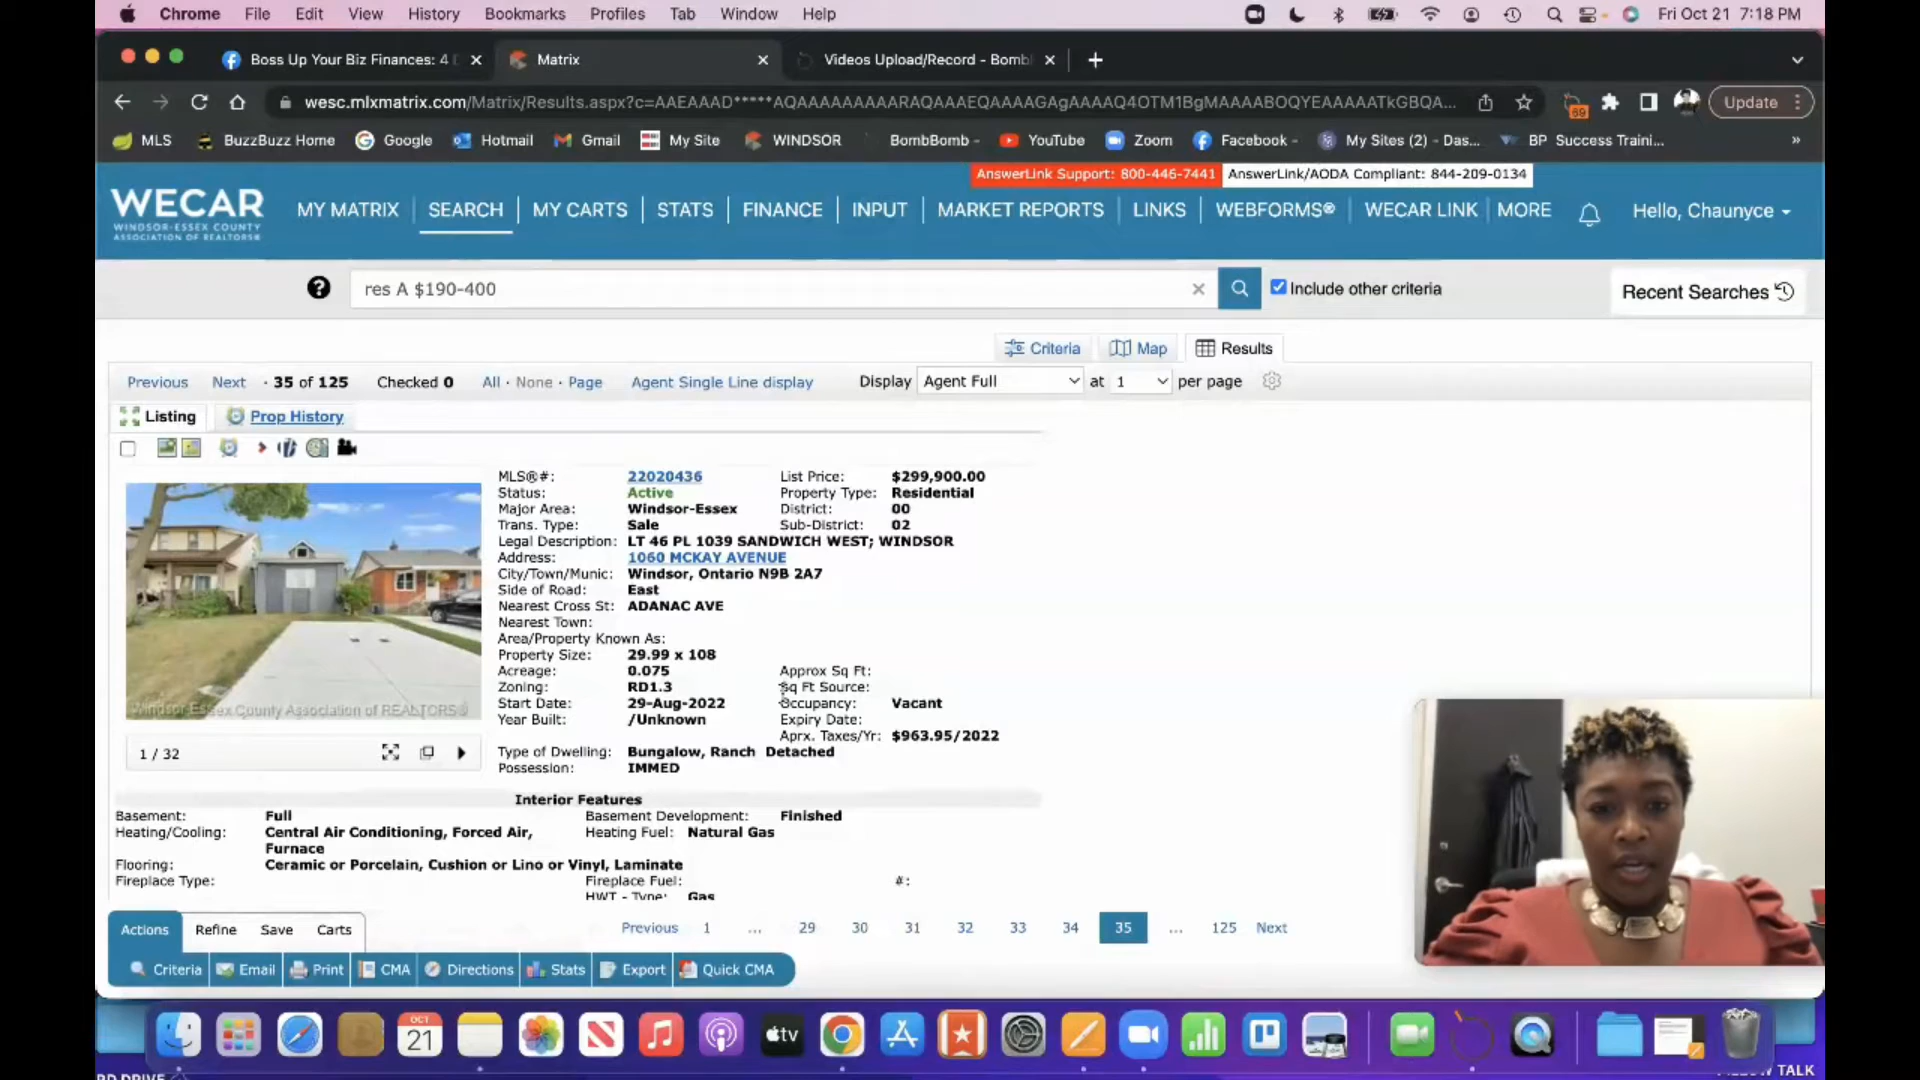 Chrome File Edit View History Bookmarks Profiles Tab Window Help Fri Oct 21 7:18 PM
Boss Up Your Biz Finances: 4 Matrix Videos Upload/Record - Bomb
wesc.mlxmatrix.com/Matrix/Results.aspx?c=AAEAAAD*****AQAAAAAAAAARAQAAAEQAAAAGAgAAAAQ4OTM1BgMAAAABOQYEAAAAATkGBQA... Update
MLS BuzzBuzz Home Google Hotmail Gmail My Site WINDSOR BombBomb - YouTube Zoom Facebook - My Sites (2) - Das... BP Success Traini... »
AnswerLink Support: 800-446-7441 AnswerLink/AODA Compliant: 844-209-0134
WECAR
WINDSOR-ESSEX COUNTY
ASSOCIATION OF REALTORS®
MY MATRIX SEARCH MY CARTS STATS FINANCE INPUT MARKET REPORTS LINKS WEBFORMS® WECAR LINK MORE Hello, Chaunyce
res A $190-400 Include other criteria Recent Searches
Criteria Map Results
Previous Next · 35 of 125 Checked 0 All · None · Page Agent Single Line display Display Agent Full at 1 per page
Listing Prop History
MLS®#: 22020436 List Price: $299,900.00
Status: Active Property Type: Residential
Major Area: Windsor-Essex District: 00
Trans. Type: Sale Sub-District: 02
Legal Description: LT 46 PL 1039 SANDWICH WEST; WINDSOR
Address: 1060 MCKAY AVENUE
City/Town/Munic: Windsor, Ontario N9B 2A7
Side of Road: East
Nearest Cross St: ADANAC AVE
Nearest Town:
Area/Property Known As:
Property Size: 29.99 x 108
Acreage: 0.075 Approx Sq Ft:
Zoning: RD1.3 Sq Ft Source:
Start Date: 29-Aug-2022 Occupancy: Vacant
Year Built: /Unknown Expiry Date:
Aprx. Taxes/Yr: $963.95/2022
Type of Dwelling: Bungalow, Ranch Detached
Possession: IMMED
Windsor-Essex County Association of REALTORS®
1 / 32
Interior Features
Basement: Full Basement Development: Finished
Heating/Cooling: Central Air Conditioning, Forced Air, Furnace Heating Fuel: Natural Gas
Flooring: Ceramic or Porcelain, Cushion or Lino or Vinyl, Laminate
Fireplace Type: Fireplace Fuel: #:
HWT - Type: Gas
Actions Refine Save Carts Previous 1 ... 29 30 31 32 33 34 35 ... 125 Next
Criteria Email Print CMA Directions Stats Export Quick CMA
OCT
21
tv